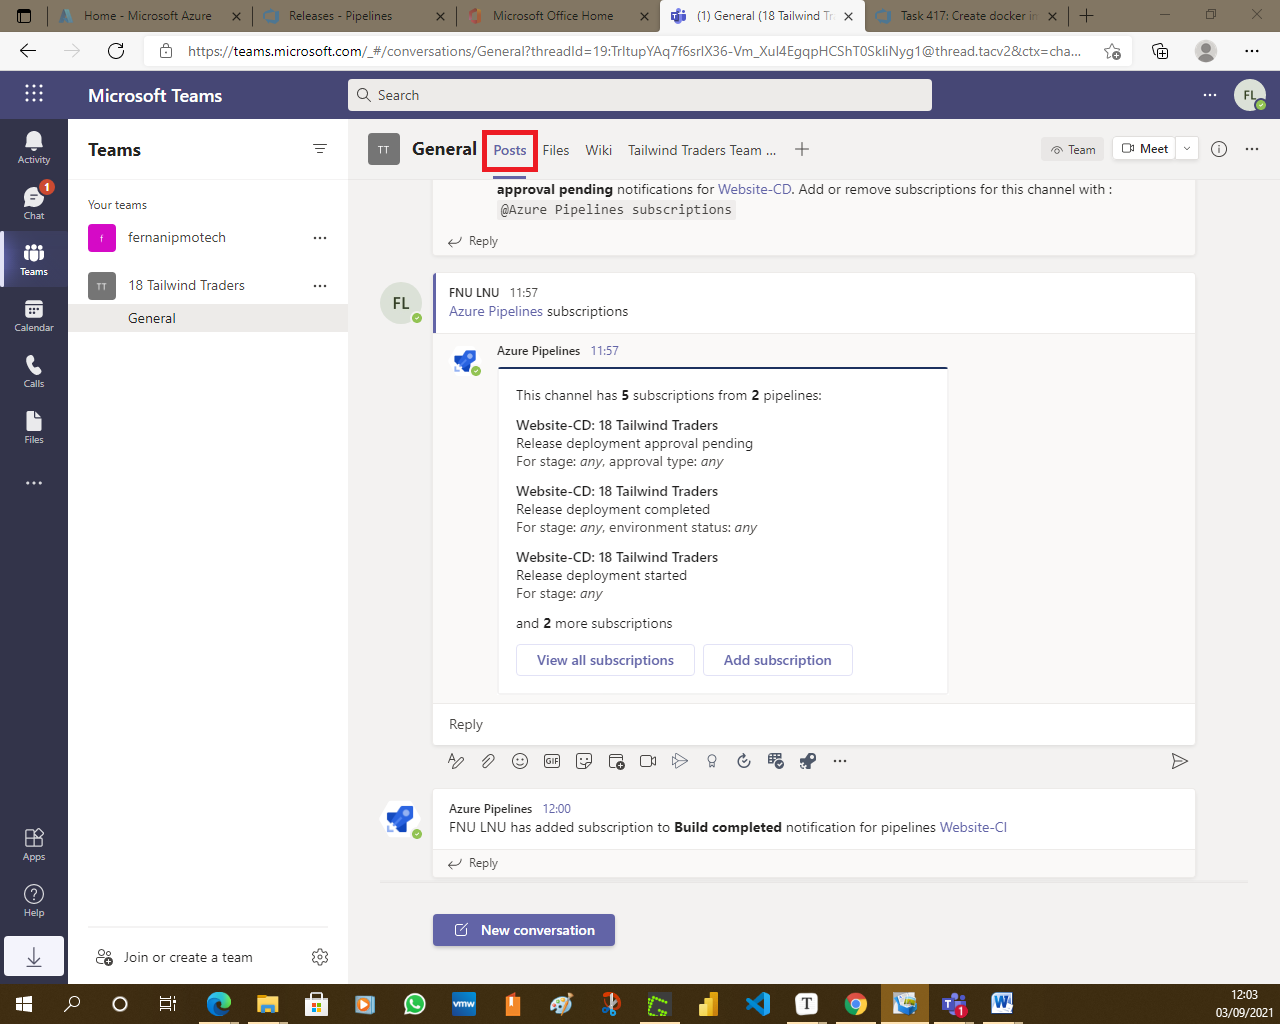 Home - Microsoft Azure
Releases - Pipelines
Microsoft Office Home
(1) General (18 Tailwind Tr
Task 417: Create docker in
https://teams.microsoft.com/_#/conversations/General?threadId=
Microsoft Teams
Search
FL
Activity
Chat
1
Teams
Calendar
Calls
Files
Apps
Help
Teams
Your teams
f
fernanipmotech
TT
18 Tailwind Traders
General
Join or create a team
TT
General
Posts
Files
Wiki
Tailwind Traders Team ...
Team
Meet
approval pending notifications for Website-CD. Add or remove subscriptions for this channel with :
@Azure Pipelines subscriptions
Reply
FL
FNU LNU 11:57
Azure Pipelines subscriptions
Azure Pipelines 11:57
This channel has 5 subscriptions from 2 pipelines:
Website-CD: 18 Tailwind Traders
Release deployment approval pending
For stage: any, approval type: any
Website-CD: 18 Tailwind Traders
Release deployment completed
For stage: any, environment status: any
Website-CD: 18 Tailwind Traders
Release deployment started
For stage: any
and 2 more subscriptions
View all subscriptions
Add subscription
Reply
GIF
Azure Pipelines 12:00
FNU LNU has added subscription to Build completed notification for pipelines Website-CI
Reply
New conversation
vmw
T
1
W
12:03
03/09/2021